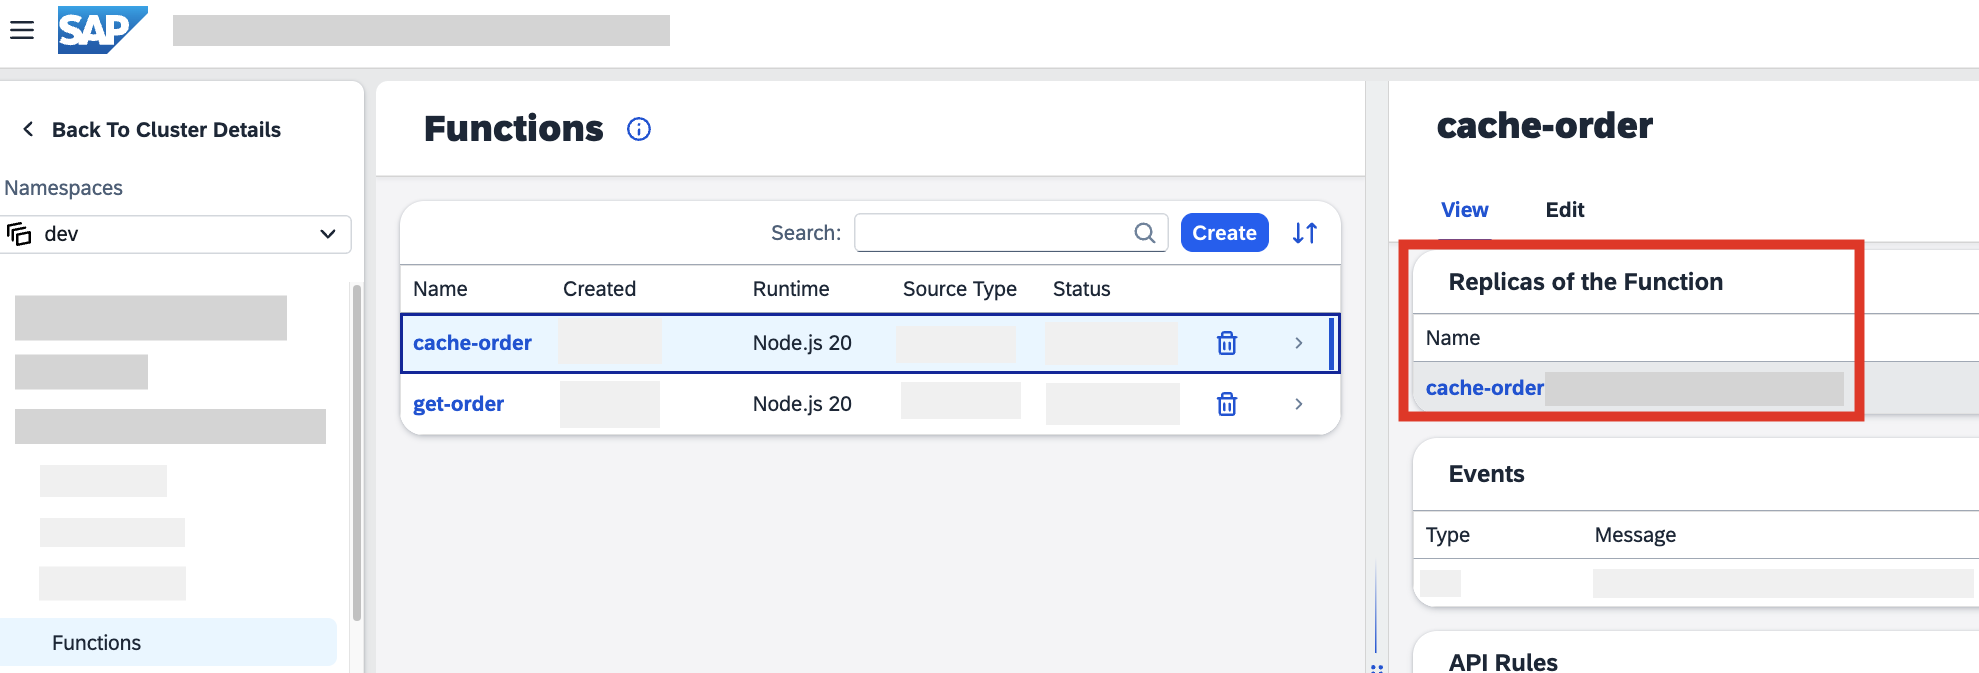 SAP
Back To Cluster Details
Namespaces
dev
Functions
Functions
Search:
Create
Name Created Runtime Source Type Status
cache-order Node.js 20
get-order Node.js 20
cache-order
View Edit
Replicas of the Function
Name
cache-order
Events
Type Message
API Rules